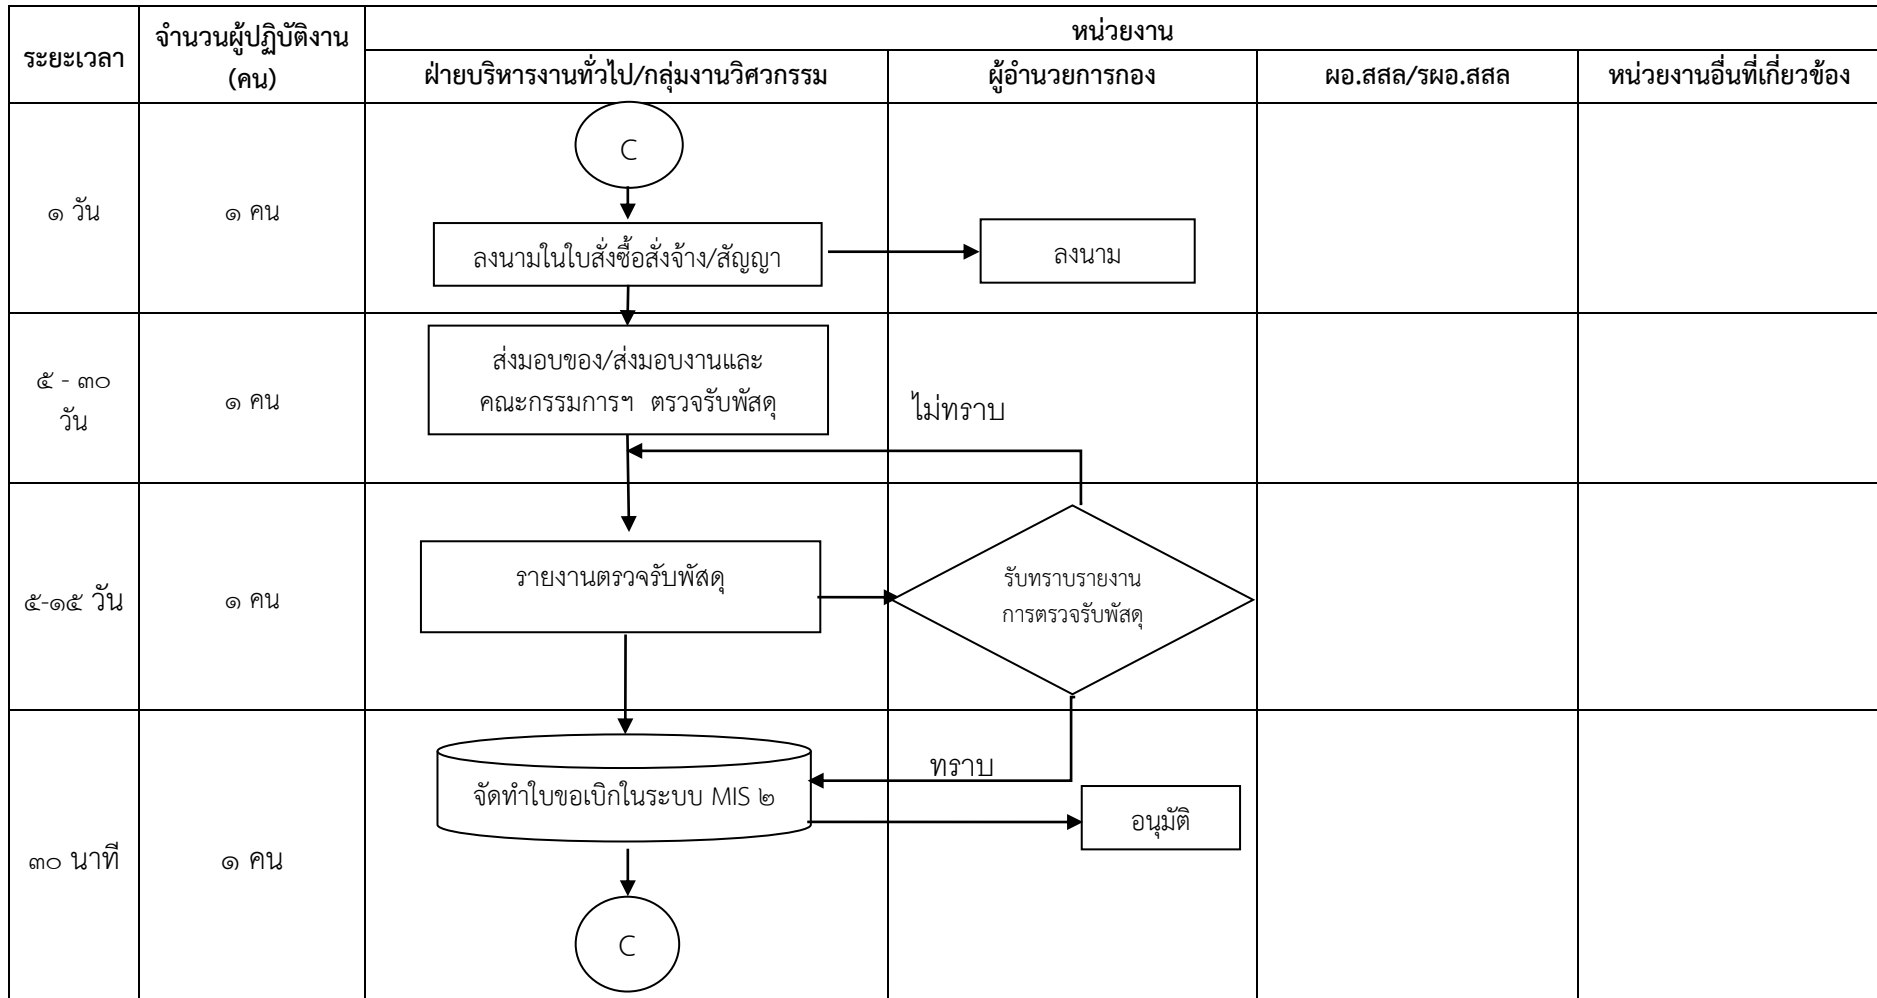 ระยะเวลา
จำนวนผู้ปฏิบัติงาน
(คน)
หน่วยงาน
ฝ่ายบริหารงานทั่วไป/กลุ่มงานวิศวกรรม
ผู้อำนวยการกอง
ผอ.สสล/รผอ.สสล
หน่วยงานอื่นที่เกี่ยวข้อง
C
๑ วัน
๑ คน
ลงนามในใบสั่งซื้อสั่งจ้าง/สัญญา
ลงนาม
๕ - ๓๐
วัน
๑ คน
ส่งมอบของ/ส่งมอบงานและ
คณะกรรมการฯ ตรวจรับพัสดุ
ไม่ทราบ
๕-๑๕ วัน
๑ คน
รายงานตรวจรับพัสดุ
รับทราบรายงาน
การตรวจรับพัสดุ
ทราบ
จัดทำใบขอเบิกในระบบ MIS ๒
อนุมัติ
๓๐ นาที
๑ คน
C